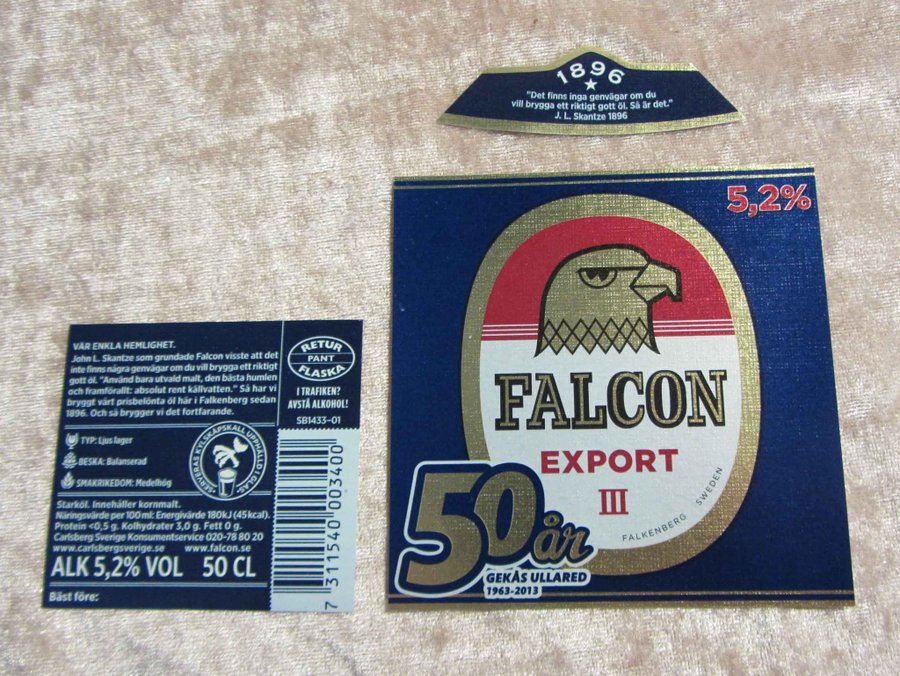 1896
"Det finns inga genvägar om du
vill brygga ett riktigt gott öl. Så är det."
J. L. Skantze 1896
5,2%
FALCON
EXPORT
III
FALKENBERG SWEDEN
50 år
GEKÅS ULLARED
1963-2013
VÅR ENKLA HEMLIGHET.
John L. Skantze som grundade Falcon visste att det
inte finns några genvägar om du vill brygga ett riktigt
gott öl. "Använd bara utvald malt, den bästa humlen
och framförallt: absolut rent källvatten." Så har vi
bryggt vårt prisbelönta öl här i Falkenberg sedan
1896. Och så brygger vi det fortfarande.
TYP: Ljus lager
BESKA: Balanserad
SMAKRIKEDOM: Medelhög
SERVERAS KYLSKÅPSKALL UPPHÄLLD I GLAS
Starköl. Innehåller kornmalt.
Näringsvärde per 100 ml: Energivärde 180kJ (45kcal).
Protein <0,5 g. Kolhydrater 3,0 g. Fett 0 g.
Carlsberg Sverige Konsumentservice 020-78 80 20
www.carlsbergsverige.se www.falcon.se
ALK 5,2% VOL 50 CL
Bäst före:
RETUR
PANT
FLASKA
I TRAFIKEN?
AVSTÅ ALKOHOL!
SB1433-01
7 311540 003400